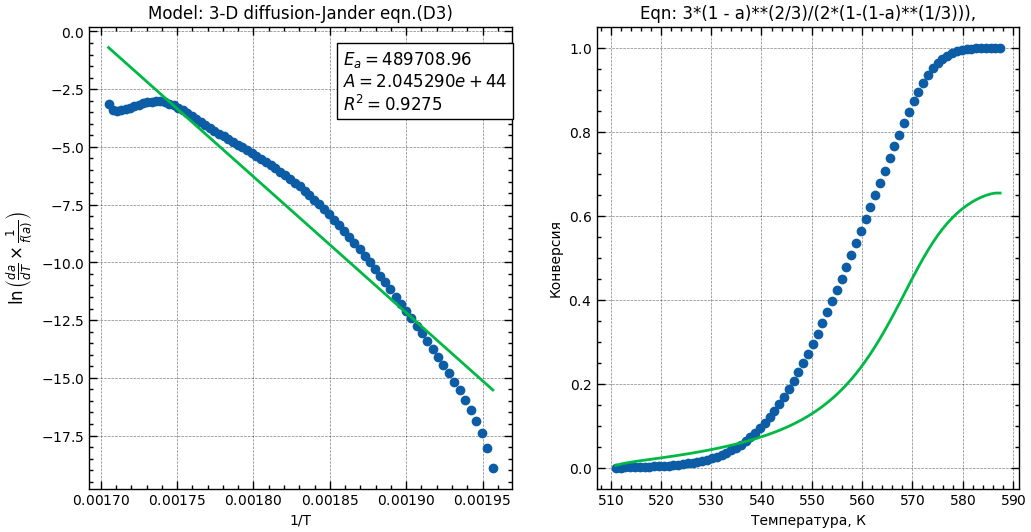 Model: 3-D diffusion-Jander eqn.(D3)
0.0
−2.5
−5.0
−7.5
−10.0
−12.5
−15.0
−17.5
ln(da/dT × 1/f(a))
E_a = 489708.96
A = 2.045290e + 44
R² = 0.9275
0.00170 0.00175 0.00180 0.00185 0.00190 0.00195
1/T
Eqn: 3*(1 - a)**(2/3)/(2*(1-(1-a)**(1/3))),
1.0
0.8
0.6
0.4
0.2
0.0
Конверсия
510 520 530 540 550 560 570 580 590
Температура, К